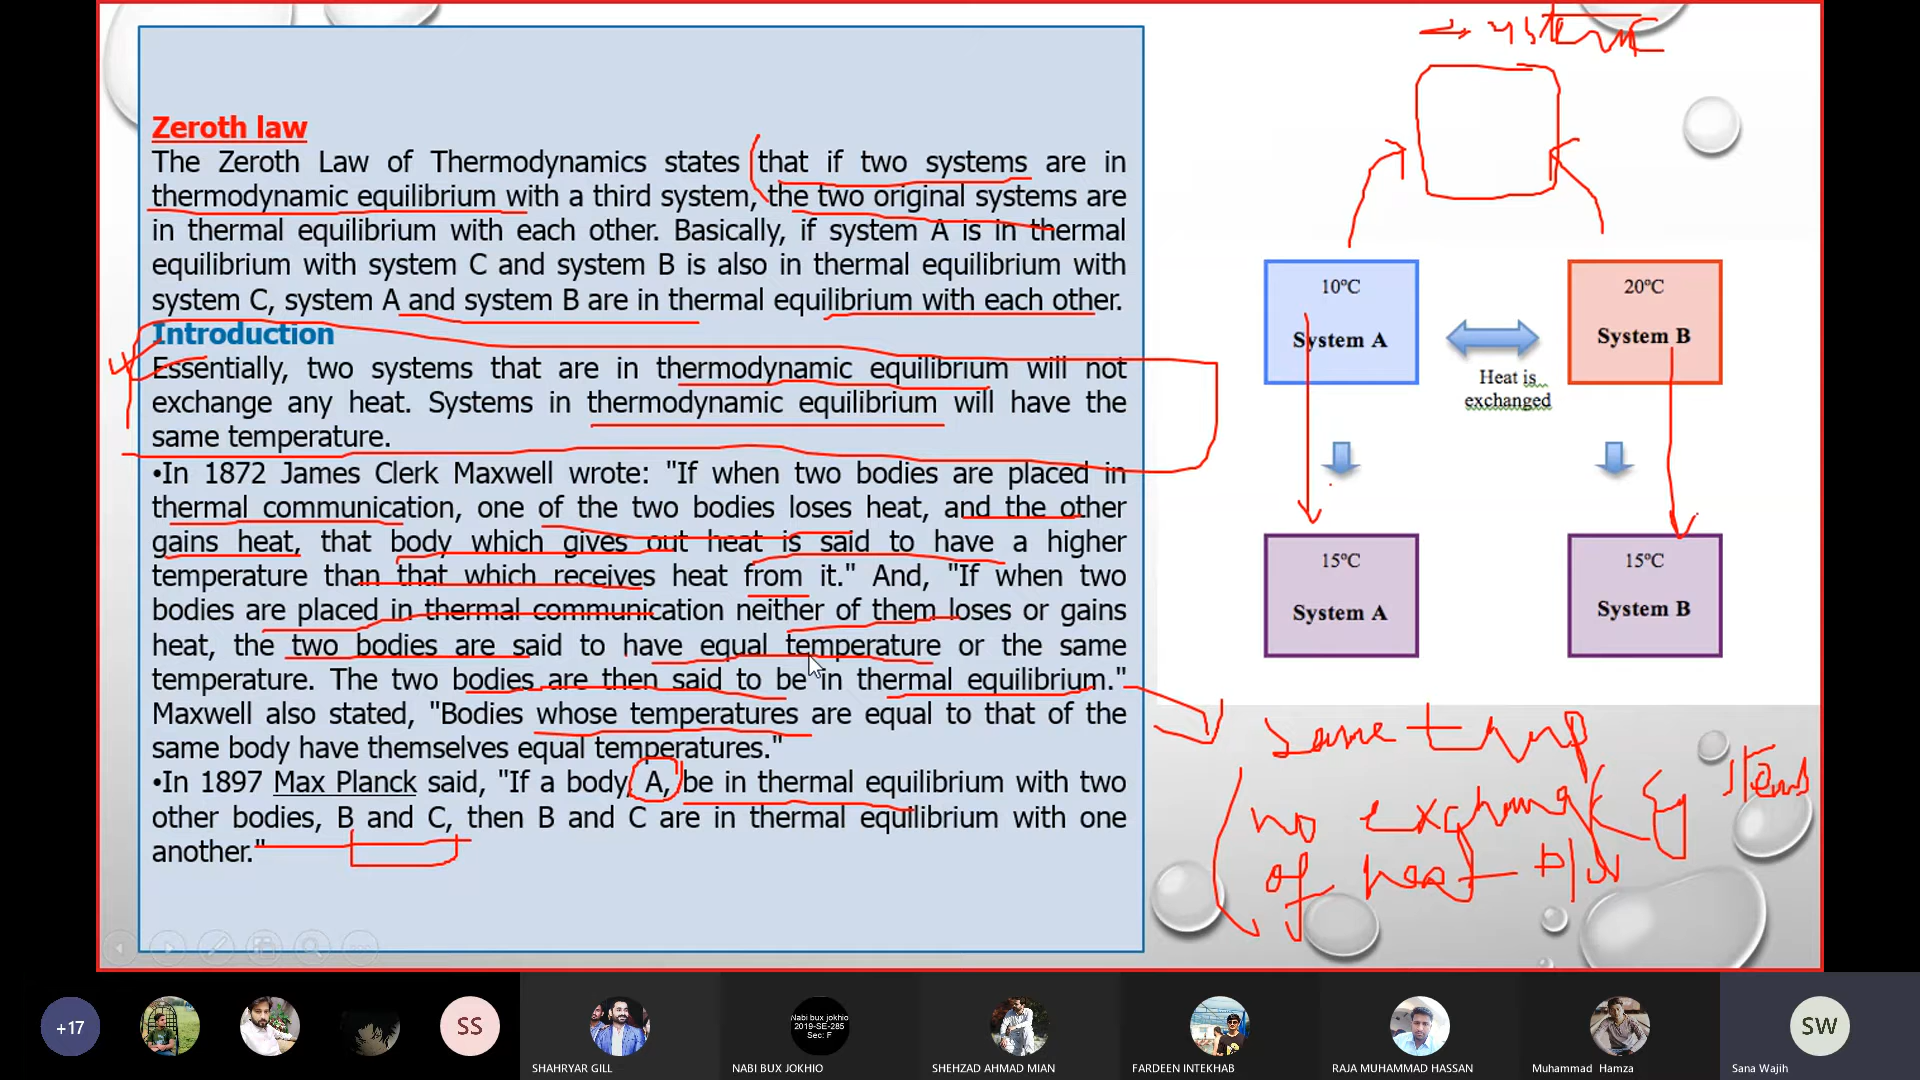 Zeroth law
The Zeroth Law of Thermodynamics states that if two systems are in
thermodynamic equilibrium with a third system, the two original systems are
in thermal equilibrium with each other. Basically, if system A is in thermal
equilibrium with system C and system B is also in thermal equilibrium with
system C, system A and system B are in thermal equilibrium with each other.
Introduction
Essentially, two systems that are in thermodynamic equilibrium will not
exchange any heat. Systems in thermodynamic equilibrium will have the
same temperature.
•In 1872 James Clerk Maxwell wrote: "If when two bodies are placed in
thermal communication, one of the two bodies loses heat, and the other
gains heat, that body which gives out heat is said to have a higher
temperature than that which receives heat from it." And, "If when two
bodies are placed in thermal communication neither of them loses or gains
heat, the two bodies are said to have equal temperature or the same
temperature. The two bodies are then said to be in thermal equilibrium."
Maxwell also stated, "Bodies whose temperatures are equal to that of the
same body have themselves equal temperatures."
•In 1897 Max Planck said, "If a body, A, be in thermal equilibrium with two
other bodies, B and C, then B and C are in thermal equilibrium with one
another."
10ºC
System A
20ºC
System B
Heat is
exchanged
15ºC
System A
15ºC
System B
same temp
no exchange
of heat
+17
SS
SHAHRYAR GILL
Nabi bux jokhio
2019-SE-285
Sec: F
NABI BUX JOKHIO
SHEHZAD AHMAD MIAN
FARDEEN INTEKHAB
RAJA MUHAMMAD HASSAN
Muhammad Hamza
SW
Sana Wajih